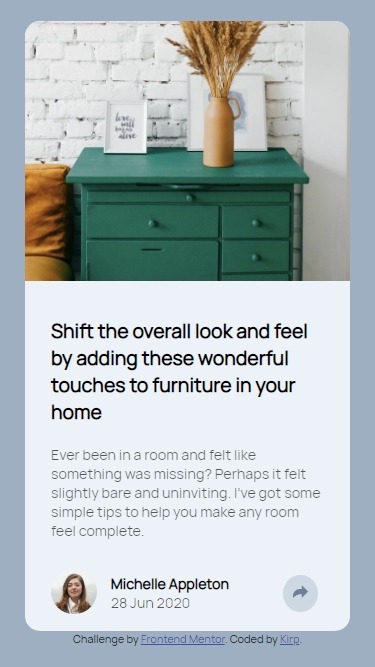 love
will
keep us
alive
Shift the overall look and feel
by adding these wonderful
touches to furniture in your
home
Ever been in a room and felt like
something was missing? Perhaps it felt
slightly bare and uninviting. I've got some
simple tips to help you make any room
feel complete.
Michelle Appleton
28 Jun 2020
Challenge by Frontend Mentor. Coded by Kirp.